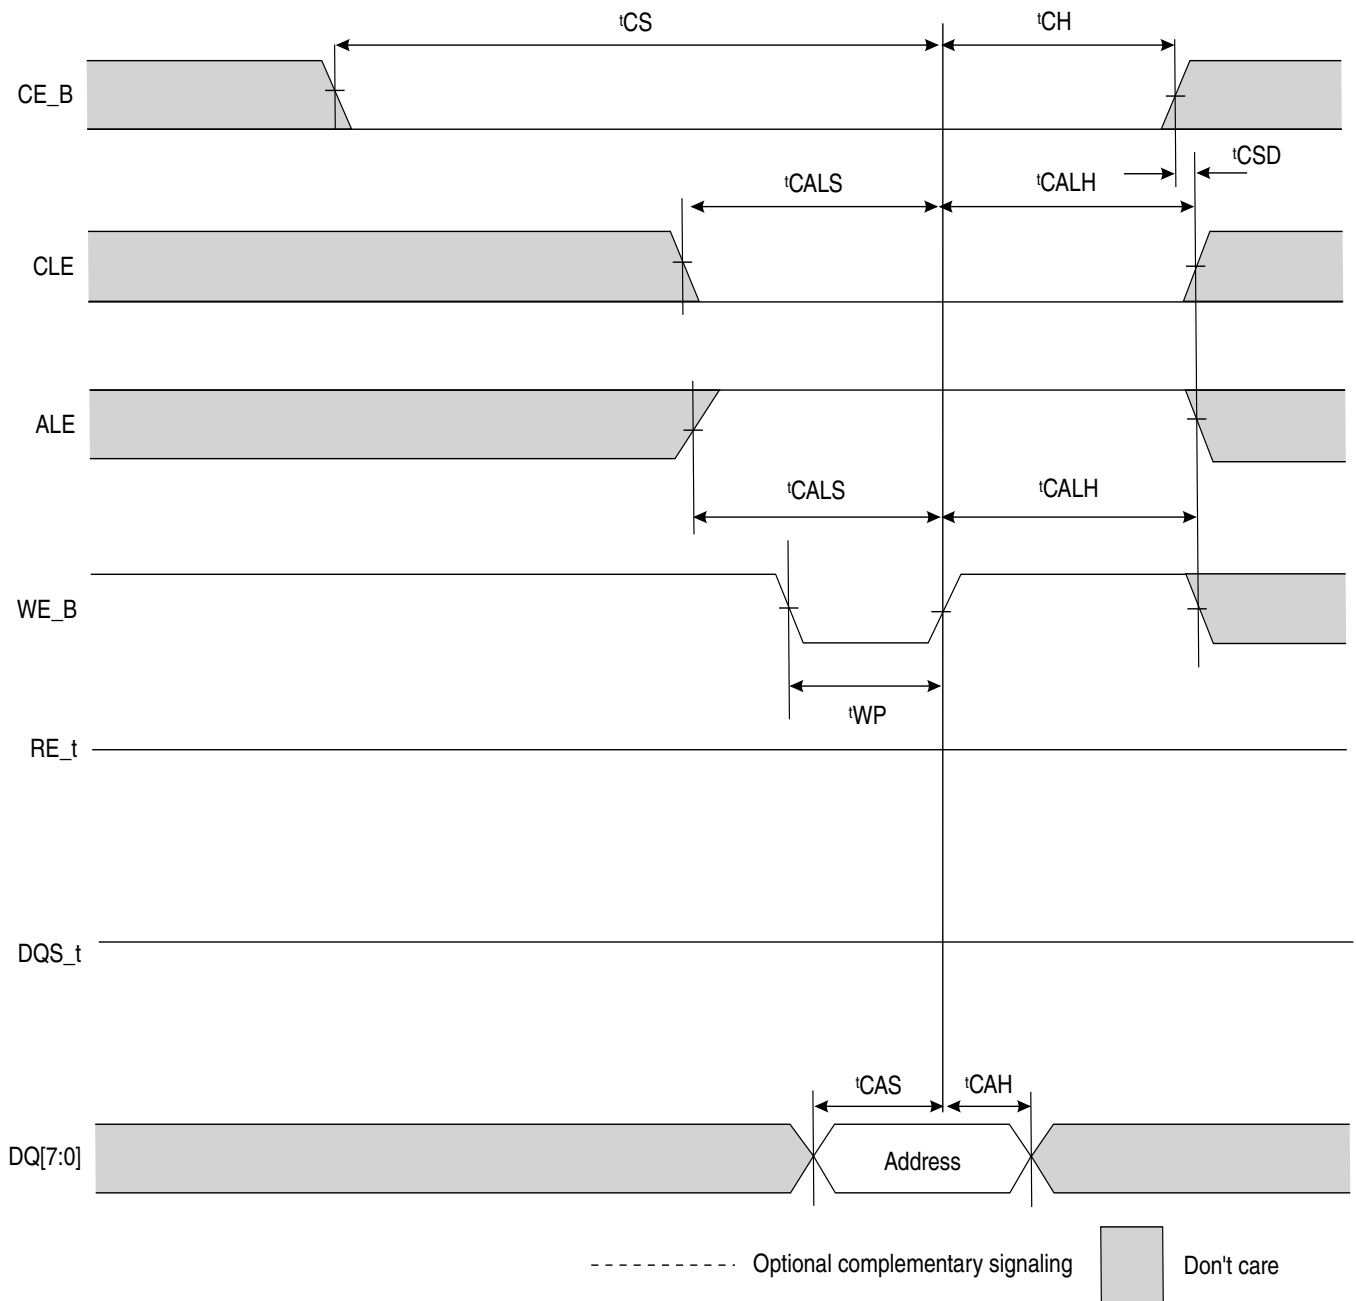 tCS
tCH
CE_B
tCSD
tCALS
tCALH
CLE
ALE
tCALS
tCALH
WE_B
tWP
RE_t
DQS_t
tCAS
tCAH
DQ[7:0]
Address
Optional complementary signaling
Don't care